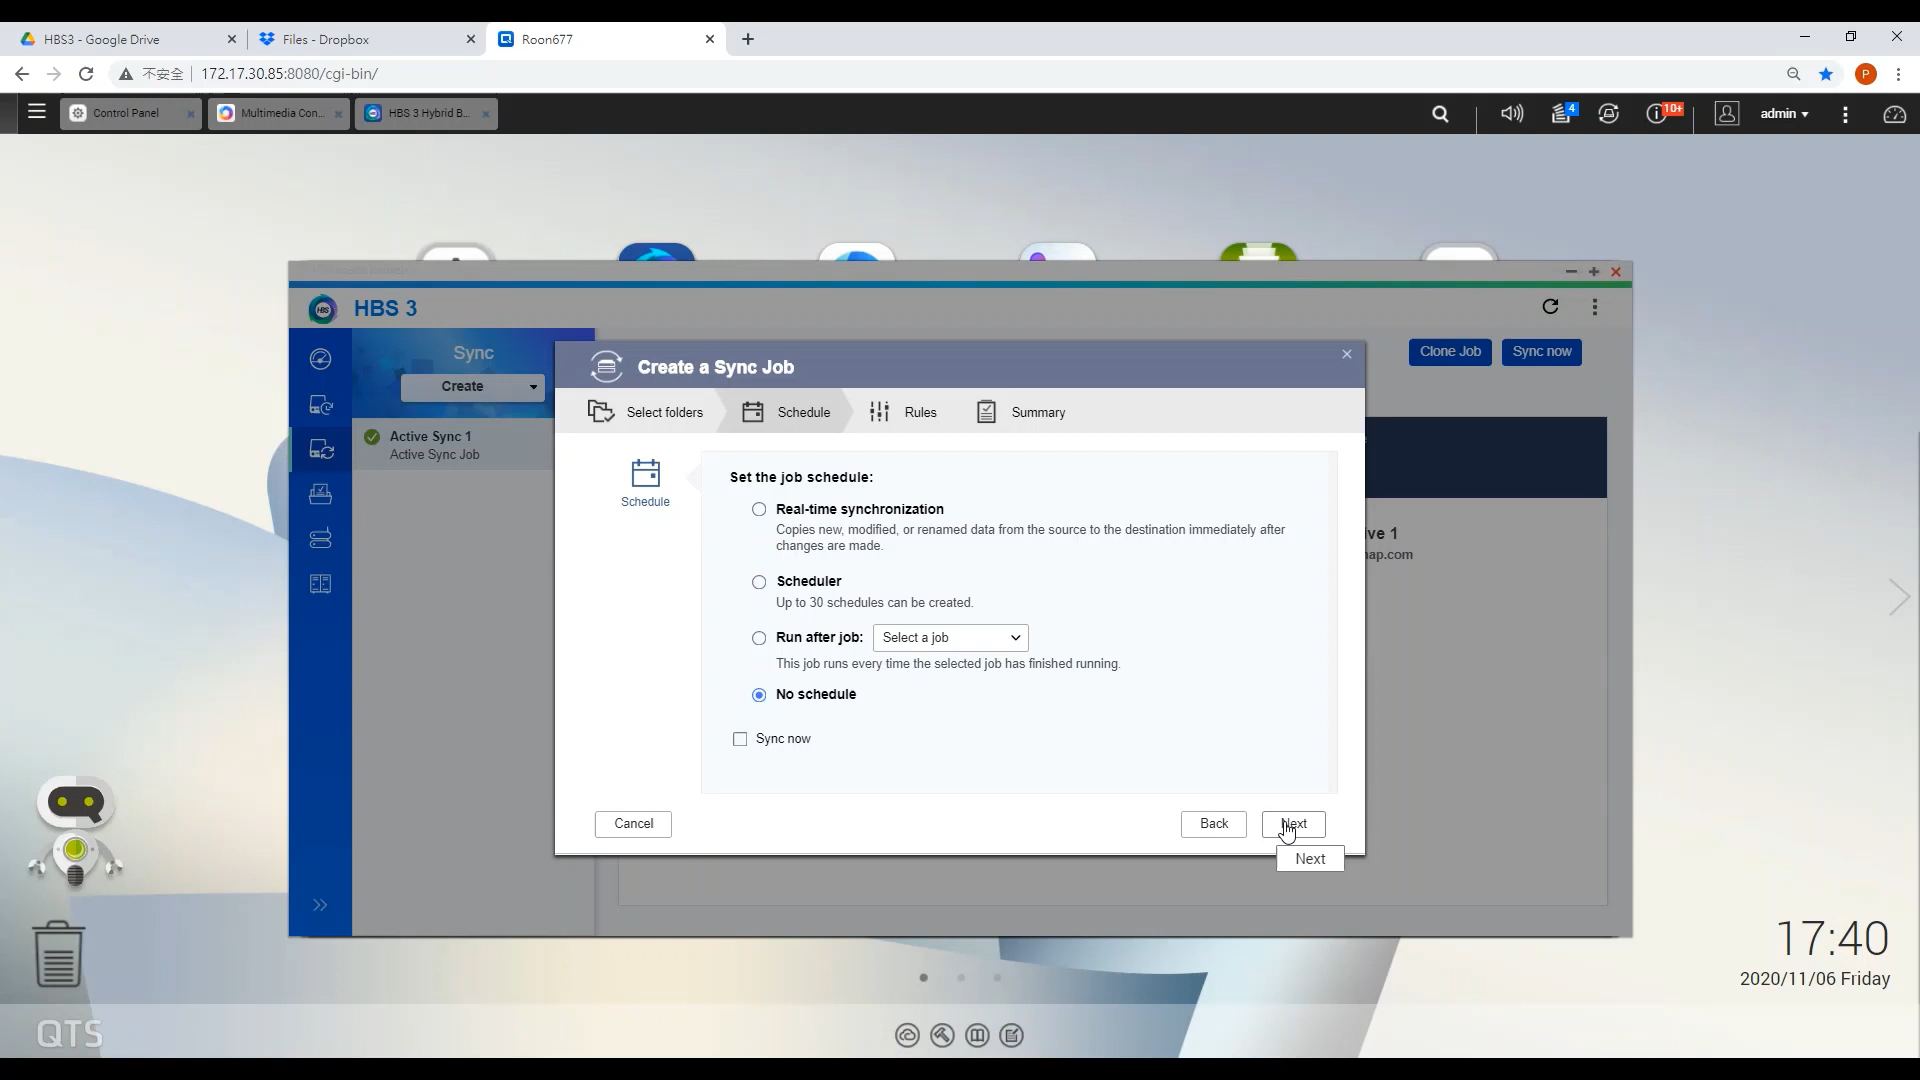 HBS3 - Google Drive
Files - Dropbox
Roon677
不安全
172.17.30.85:8080/cgi-bin/
P
Control Panel
Multimedia Con...
HBS 3 Hybrid B...
4
10+
admin
HBS
HBS 3
Sync
Create
Clone Job
Sync now
Active Sync 1
Active Sync Job
Create a Sync Job
Select folders
Schedule
Rules
Summary
Schedule
Set the job schedule:
Real-time synchronization
Copies new, modified, or renamed data from the source to the destination immediately after
changes are made.
Scheduler
Up to 30 schedules can be created.
Run after job:
Select a job
This job runs every time the selected job has finished running.
No schedule
Sync now
ive 1
nap.com
Cancel
Back
Next
Next
17:40
2020/11/06 Friday
QTS